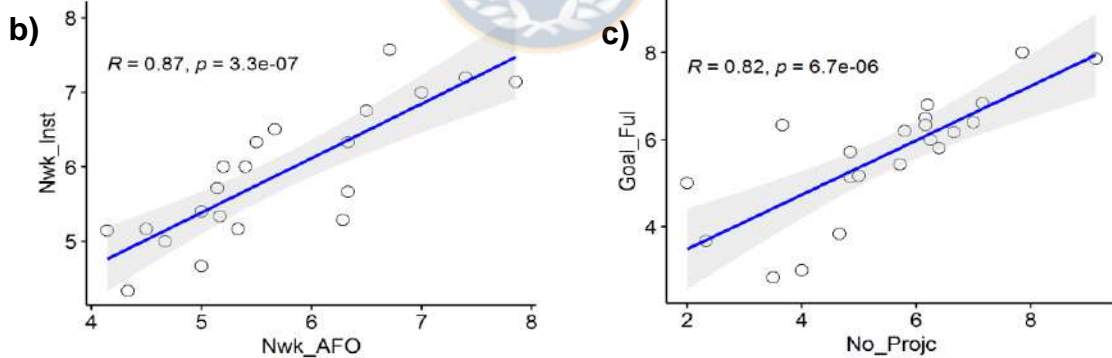 b)
R = 0.87, p = 3.3e-07
Nwk_Inst
8
7
6
5
4 5 6 7 8
Nwk_AFO
c)
R = 0.82, p = 6.7e-06
Goal_Ful
8
6
4
2 4 6 8
No_Projc